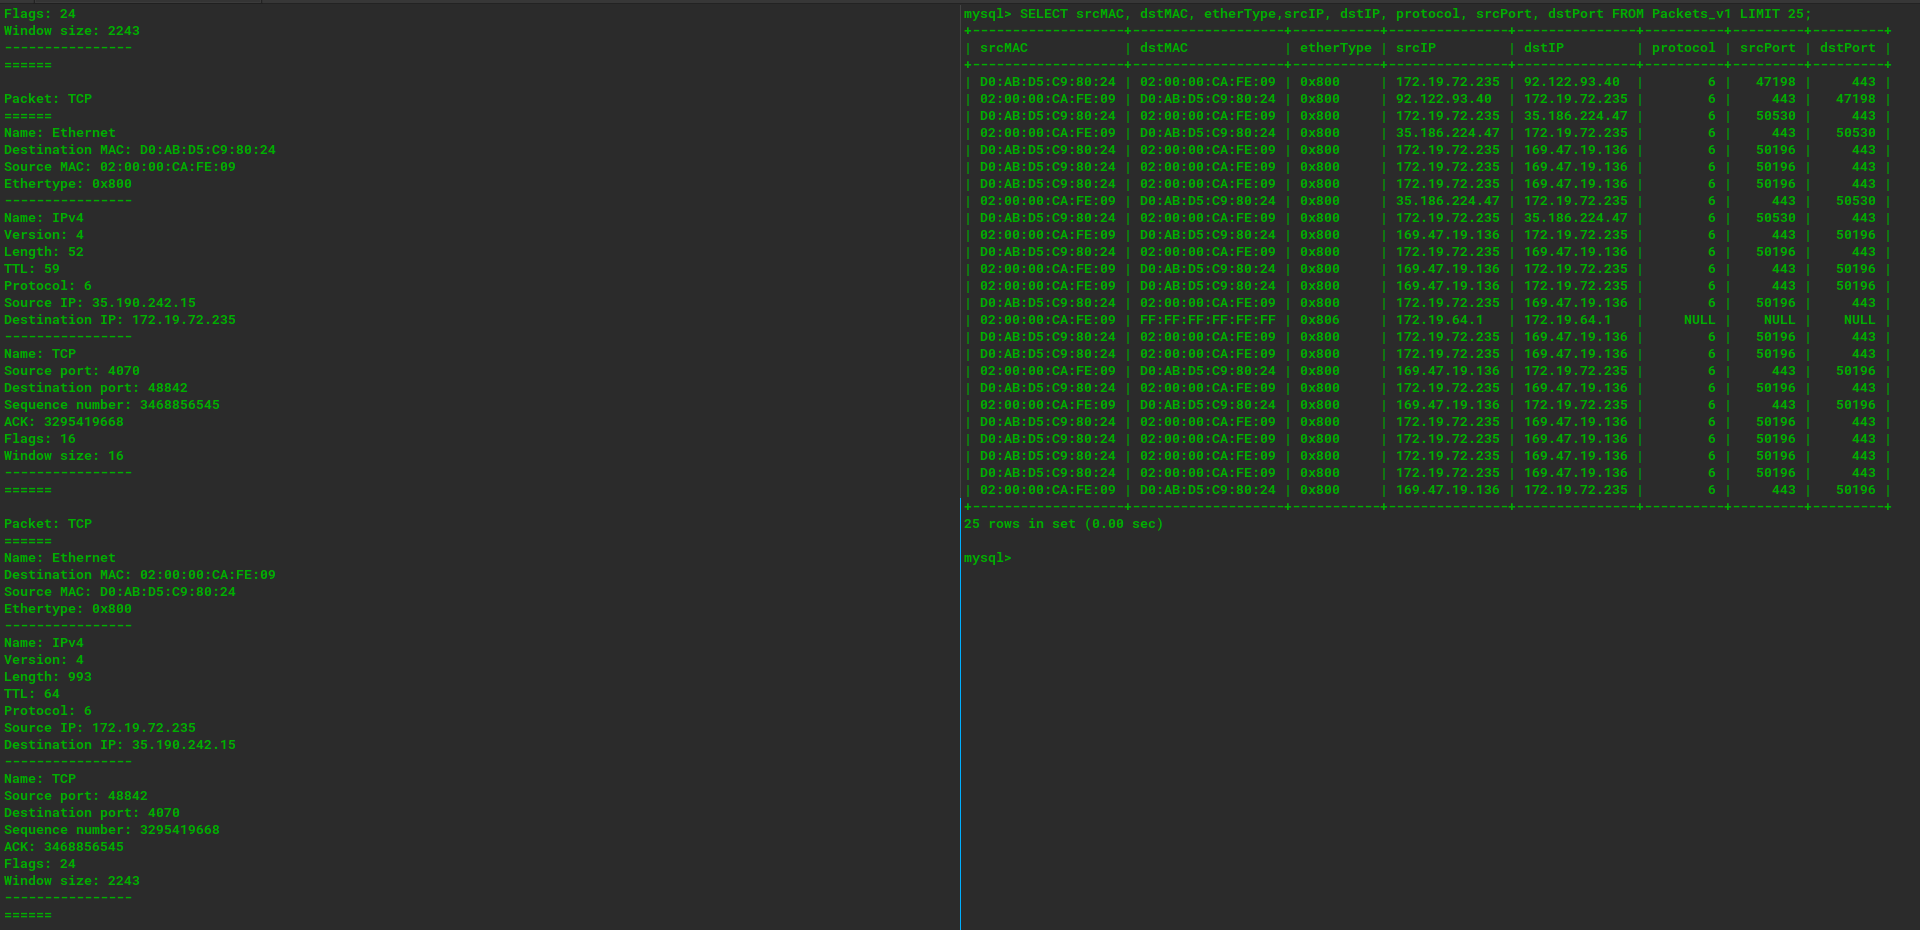 Flags: 24
Window size: 2243
----------------
======
Packet: TCP
======
Name: Ethernet
Destination MAC: D0:AB:D5:C9:80:24
Source MAC: 02:00:00:CA:FE:09
Ethertype: 0x800
----------------
Name: IPv4
Version: 4
Length: 52
TTL: 59
Protocol: 6
Source IP: 35.190.242.15
Destination IP: 172.19.72.235
----------------
Name: TCP
Source port: 4070
Destination port: 48842
Sequence number: 3468856545
ACK: 3295419668
Flags: 16
Window size: 16
----------------
======
Packet: TCP
======
Name: Ethernet
Destination MAC: 02:00:00:CA:FE:09
Source MAC: D0:AB:D5:C9:80:24
Ethertype: 0x800
----------------
Name: IPv4
Version: 4
Length: 993
TTL: 64
Protocol: 6
Source IP: 172.19.72.235
Destination IP: 35.190.242.15
----------------
Name: TCP
Source port: 48842
Destination port: 4070
Sequence number: 3295419668
ACK: 3468856545
Flags: 24
Window size: 2243
----------------
======
mysql> SELECT srcMAC, dstMAC, etherType,srcIP, dstIP, protocol, srcPort, dstPort FROM Packets_v1 LIMIT 25;
+-------------------+-------------------+-----------+---------------+---------------+----------+---------+---------+
| srcMAC            | dstMAC            | etherType | srcIP         | dstIP         | protocol | srcPort | dstPort |
+-------------------+-------------------+-----------+---------------+---------------+----------+---------+---------+
| D0:AB:D5:C9:80:24 | 02:00:00:CA:FE:09 | 0x800     | 172.19.72.235 | 92.122.93.40  |        6 |   47198 |     443 |
| 02:00:00:CA:FE:09 | D0:AB:D5:C9:80:24 | 0x800     | 92.122.93.40  | 172.19.72.235 |        6 |     443 |   47198 |
| D0:AB:D5:C9:80:24 | 02:00:00:CA:FE:09 | 0x800     | 172.19.72.235 | 35.186.224.47 |        6 |   50530 |     443 |
| 02:00:00:CA:FE:09 | D0:AB:D5:C9:80:24 | 0x800     | 35.186.224.47 | 172.19.72.235 |        6 |     443 |   50530 |
| D0:AB:D5:C9:80:24 | 02:00:00:CA:FE:09 | 0x800     | 172.19.72.235 | 169.47.19.136 |        6 |   50196 |     443 |
| D0:AB:D5:C9:80:24 | 02:00:00:CA:FE:09 | 0x800     | 172.19.72.235 | 169.47.19.136 |        6 |   50196 |     443 |
| D0:AB:D5:C9:80:24 | 02:00:00:CA:FE:09 | 0x800     | 172.19.72.235 | 169.47.19.136 |        6 |   50196 |     443 |
| 02:00:00:CA:FE:09 | D0:AB:D5:C9:80:24 | 0x800     | 35.186.224.47 | 172.19.72.235 |        6 |     443 |   50530 |
| D0:AB:D5:C9:80:24 | 02:00:00:CA:FE:09 | 0x800     | 172.19.72.235 | 35.186.224.47 |        6 |   50530 |     443 |
| 02:00:00:CA:FE:09 | D0:AB:D5:C9:80:24 | 0x800     | 169.47.19.136 | 172.19.72.235 |        6 |     443 |   50196 |
| D0:AB:D5:C9:80:24 | 02:00:00:CA:FE:09 | 0x800     | 172.19.72.235 | 169.47.19.136 |        6 |   50196 |     443 |
| 02:00:00:CA:FE:09 | D0:AB:D5:C9:80:24 | 0x800     | 169.47.19.136 | 172.19.72.235 |        6 |     443 |   50196 |
| 02:00:00:CA:FE:09 | D0:AB:D5:C9:80:24 | 0x800     | 169.47.19.136 | 172.19.72.235 |        6 |     443 |   50196 |
| D0:AB:D5:C9:80:24 | 02:00:00:CA:FE:09 | 0x800     | 172.19.72.235 | 169.47.19.136 |        6 |   50196 |     443 |
| 02:00:00:CA:FE:09 | FF:FF:FF:FF:FF:FF | 0x806     | 172.19.64.1   | 172.19.64.1   |     NULL |    NULL |    NULL |
| D0:AB:D5:C9:80:24 | 02:00:00:CA:FE:09 | 0x800     | 172.19.72.235 | 169.47.19.136 |        6 |   50196 |     443 |
| D0:AB:D5:C9:80:24 | 02:00:00:CA:FE:09 | 0x800     | 172.19.72.235 | 169.47.19.136 |        6 |   50196 |     443 |
| 02:00:00:CA:FE:09 | D0:AB:D5:C9:80:24 | 0x800     | 169.47.19.136 | 172.19.72.235 |        6 |     443 |   50196 |
| D0:AB:D5:C9:80:24 | 02:00:00:CA:FE:09 | 0x800     | 172.19.72.235 | 169.47.19.136 |        6 |   50196 |     443 |
| 02:00:00:CA:FE:09 | D0:AB:D5:C9:80:24 | 0x800     | 169.47.19.136 | 172.19.72.235 |        6 |     443 |   50196 |
| D0:AB:D5:C9:80:24 | 02:00:00:CA:FE:09 | 0x800     | 172.19.72.235 | 169.47.19.136 |        6 |   50196 |     443 |
| D0:AB:D5:C9:80:24 | 02:00:00:CA:FE:09 | 0x800     | 172.19.72.235 | 169.47.19.136 |        6 |   50196 |     443 |
| D0:AB:D5:C9:80:24 | 02:00:00:CA:FE:09 | 0x800     | 172.19.72.235 | 169.47.19.136 |        6 |   50196 |     443 |
| D0:AB:D5:C9:80:24 | 02:00:00:CA:FE:09 | 0x800     | 172.19.72.235 | 169.47.19.136 |        6 |   50196 |     443 |
| 02:00:00:CA:FE:09 | D0:AB:D5:C9:80:24 | 0x800     | 169.47.19.136 | 172.19.72.235 |        6 |     443 |   50196 |
+-------------------+-------------------+-----------+---------------+---------------+----------+---------+---------+
25 rows in set (0.00 sec)
mysql>